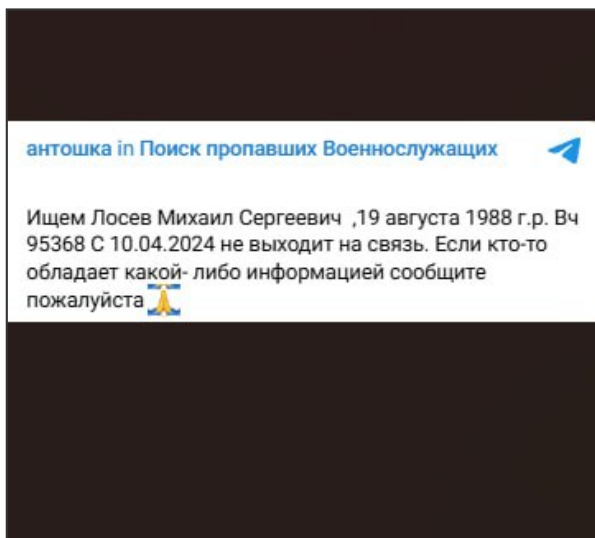 антошка in Поиск пропавших Военнослужащих
Ищем Лосев Михаил Сергеевич ,19 августа 1988 г.р. Вч
95368 С 10.04.2024 не выходит на связь. Если кто-то
обладает какой- либо информацией сообщите
пожалуйста🙏